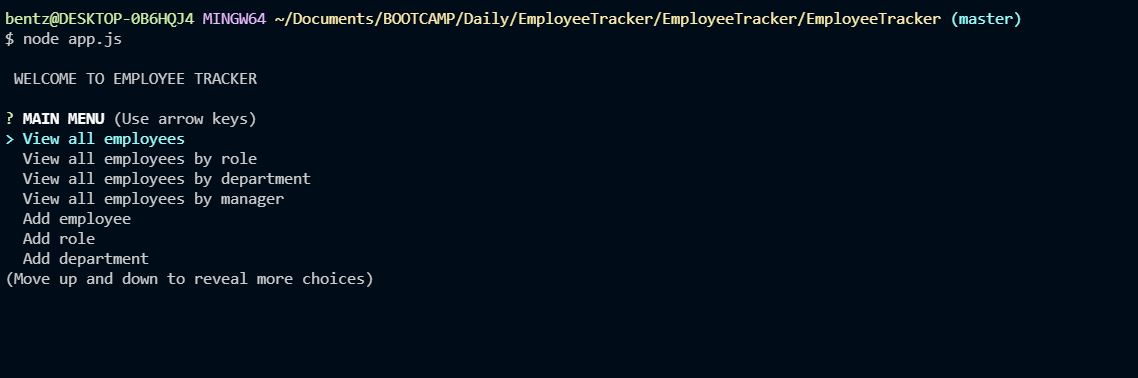 bentz@DESKTOP-0B6HQJ4 MINGW64 ~/Documents/BOOTCAMP/Daily/EmployeeTracker/EmployeeTracker/EmployeeTracker (master)
$ node app.js
WELCOME TO EMPLOYEE TRACKER
? MAIN MENU (Use arrow keys)
> View all employees
View all employees by role
View all employees by department
View all employees by manager
Add employee
Add role
Add department
(Move up and down to reveal more choices)